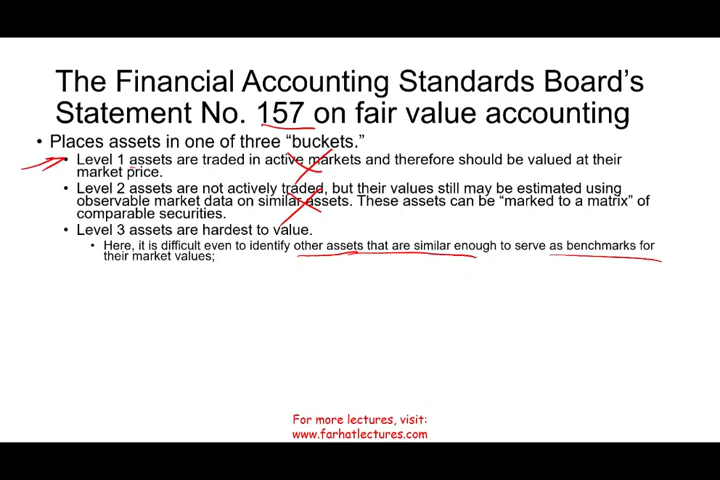 The Financial Accounting Standards Board's
Statement No. 157 on fair value accounting
• Places assets in one of three “buckets.”
• Level 1 assets are traded in active markets and therefore should be valued at their
market price.
• Level 2 assets are not actively traded, but their values still may be estimated using
observable market data on similar assets. These assets can be “marked to a matrix” of
comparable securities.
• Level 3 assets are hardest to value.
• Here, it is difficult even to identify other assets that are similar enough to serve as benchmarks for
their market values;
For more lectures, visit:
www.farhatlectures.com